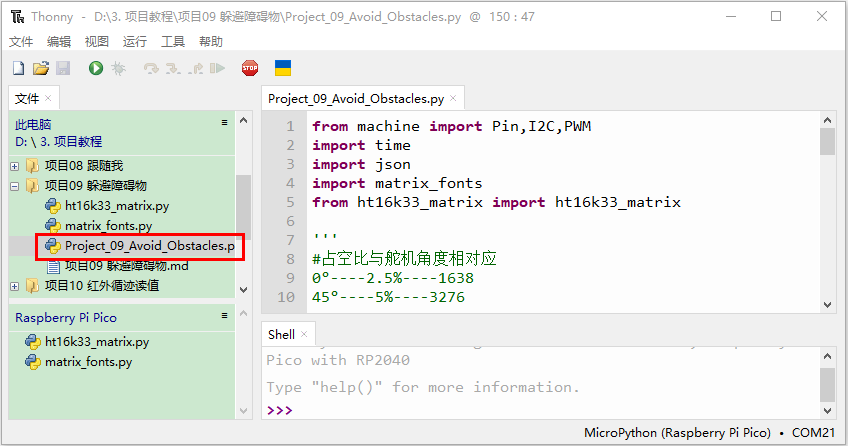 Thonny - D:\3. 项目教程\项目09 躲避障碍物\Project_09_Avoid_Obstacles.py @ 150 : 47
文件 编辑 视图 运行 工具 帮助
STOP
文件
此电脑
D: \ 3. 项目教程
项目08 跟随我
项目09 躲避障碍物
ht16k33_matrix.py
matrix_fonts.py
Project_09_Avoid_Obstacles.p
项目09 躲避障碍物.md
项目10 红外循迹读值
Raspberry Pi Pico
ht16k33_matrix.py
matrix_fonts.py
Project_09_Avoid_Obstacles.py
1 from machine import Pin,I2C,PWM
2 import time
3 import json
4 import matrix_fonts
5 from ht16k33_matrix import ht16k33_matrix
6
7 '''
8 #占空比与舵机角度相对应
9 0°----2.5%----1638
10 45°----5%----3276
Shell
Pico with RP2040
Type "help()" for more information.
>>>
MicroPython (Raspberry Pi Pico) • COM21